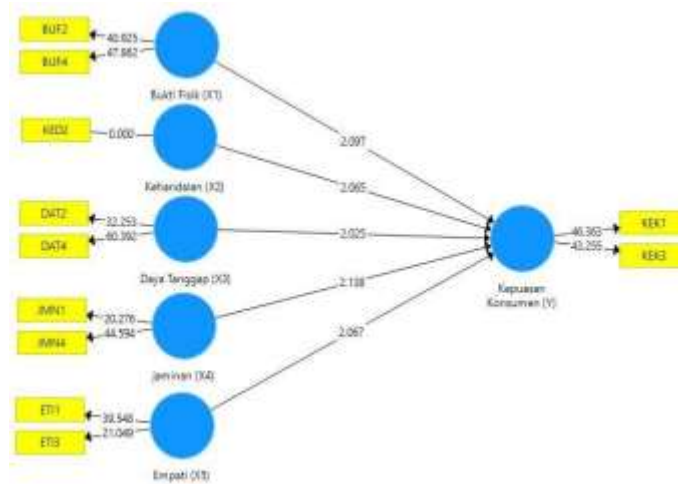 BUF2
40.825
BUF4
47.862
Bukti Fisik (X1)
2.097
KED2
0.000
Kehandalan (X2)
2.065
DAT2
32.253
DAT4
60.392
Daya Tanggap (X3)
2.025
KEK1
46.363
KEK3
43.255
Kepuasan
Konsumen (Y)
JMN1
20.276
JMN4
44.594
Jaminan (X4)
2.138
ETI1
39.548
ETI3
21.049
Empati (X5)
2.067